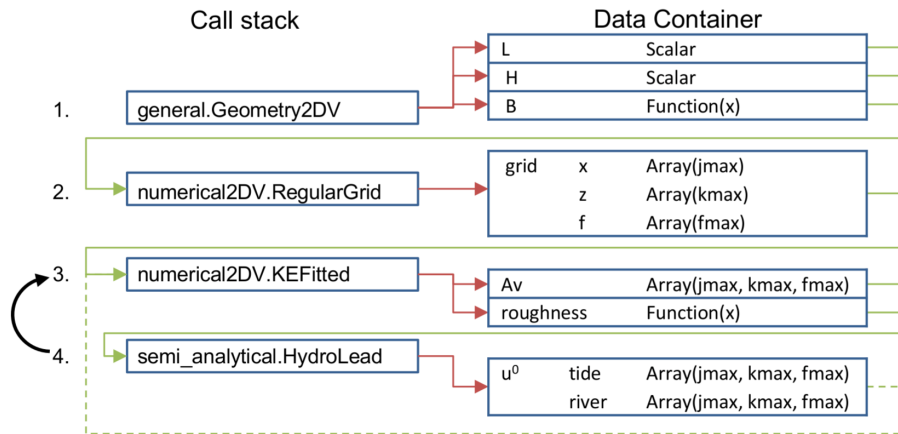 Call stack Data Container
L Scalar
H Scalar
1. general.Geometry2DV B Function(x)
grid x Array(jmax)
2. numerical2DV.RegularGrid z Array(kmax)
f Array(fmax)
3. numerical2DV.KEFitted Av Array(jmax, kmax, fmax)
roughness Function(x)
4. semi_analytical.HydroLead u⁰ tide Array(jmax, kmax, fmax)
river Array(jmax, kmax, fmax)